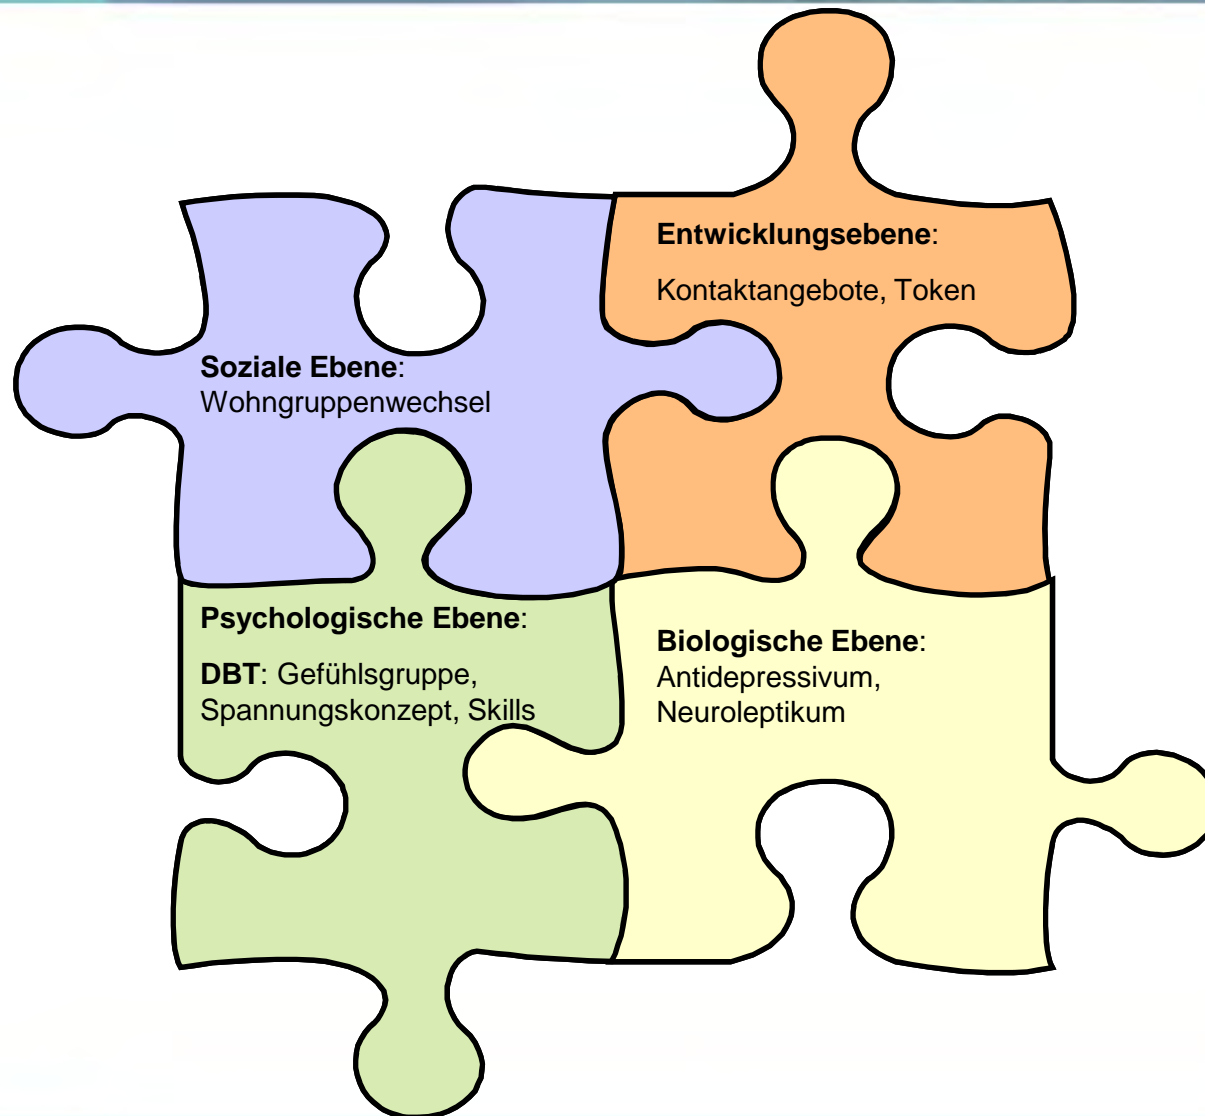 Entwicklungsebene:
Kontaktangebote, Token
Soziale Ebene:
Wohngruppenwechsel
Psychologische Ebene:
DBT: Gefühlsgruppe,
Spannungskonzept, Skills
Biologische Ebene:
Antidepressivum,
Neuroleptikum